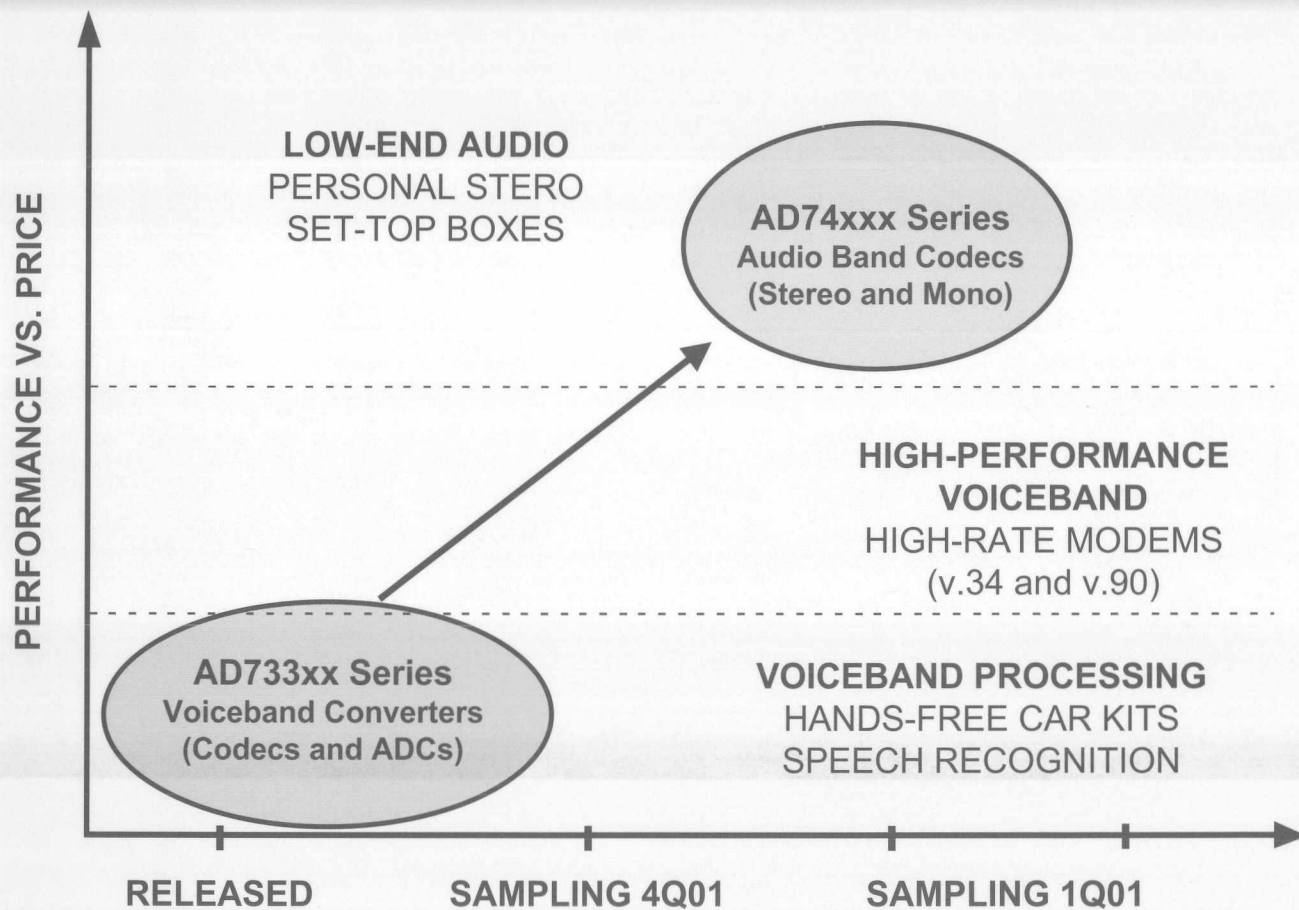 PERFORMANCE VS. PRICE
LOW-END AUDIO
PERSONAL STERO
SET-TOP BOXES
AD74xxx Series
Audio Band Codecs
(Stereo and Mono)
HIGH-PERFORMANCE
VOICEBAND
HIGH-RATE MODEMS
(v.34 and v.90)
AD733xx Series
Voiceband Converters
(Codecs and ADCs)
VOICEBAND PROCESSING
HANDS-FREE CAR KITS
SPEECH RECOGNITION
RELEASED
SAMPLING 4Q01
SAMPLING 1Q01